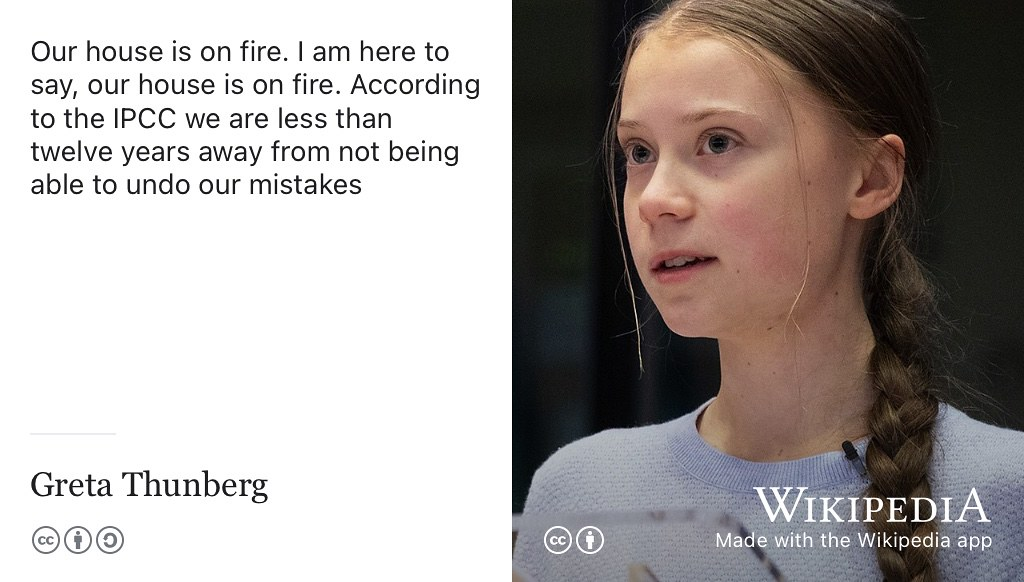 Our house is on fire. I am here to
say, our house is on fire. According
to the IPCC we are less than
twelve years away from not being
able to undo our mistakes
Greta Thunberg
cc
cc
WIKIPEDIA
Made with the Wikipedia app